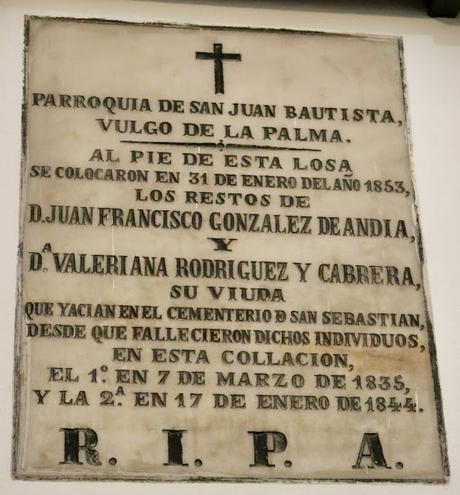 PARROQUIA DE SAN JUAN BAUTISTA,
VULGO DE LA PALMA.
AL PIE DE ESTA LOSA
SE COLOCARON EN 31 DE ENERO DEL AÑO 1853,
LOS RESTOS DE
D. JUAN FRANCISCO GONZALEZ DE ANDIA,
Y
D.ᴬ VALERIANA RODRIGUEZ Y CABRERA,
SU VIUDA
QUE YACIAN EN EL CEMENTERIO Đ SAN SEBASTIAN,
DESDE QUE FALLECIERON DICHOS INDIVIDUOS,
EN ESTA COLLACION,
EL 1.º EN 7 DE MARZO DE 1835,
Y LA 2.ᴬ EN 17 DE ENERO DE 1844.
R. I. P. A.